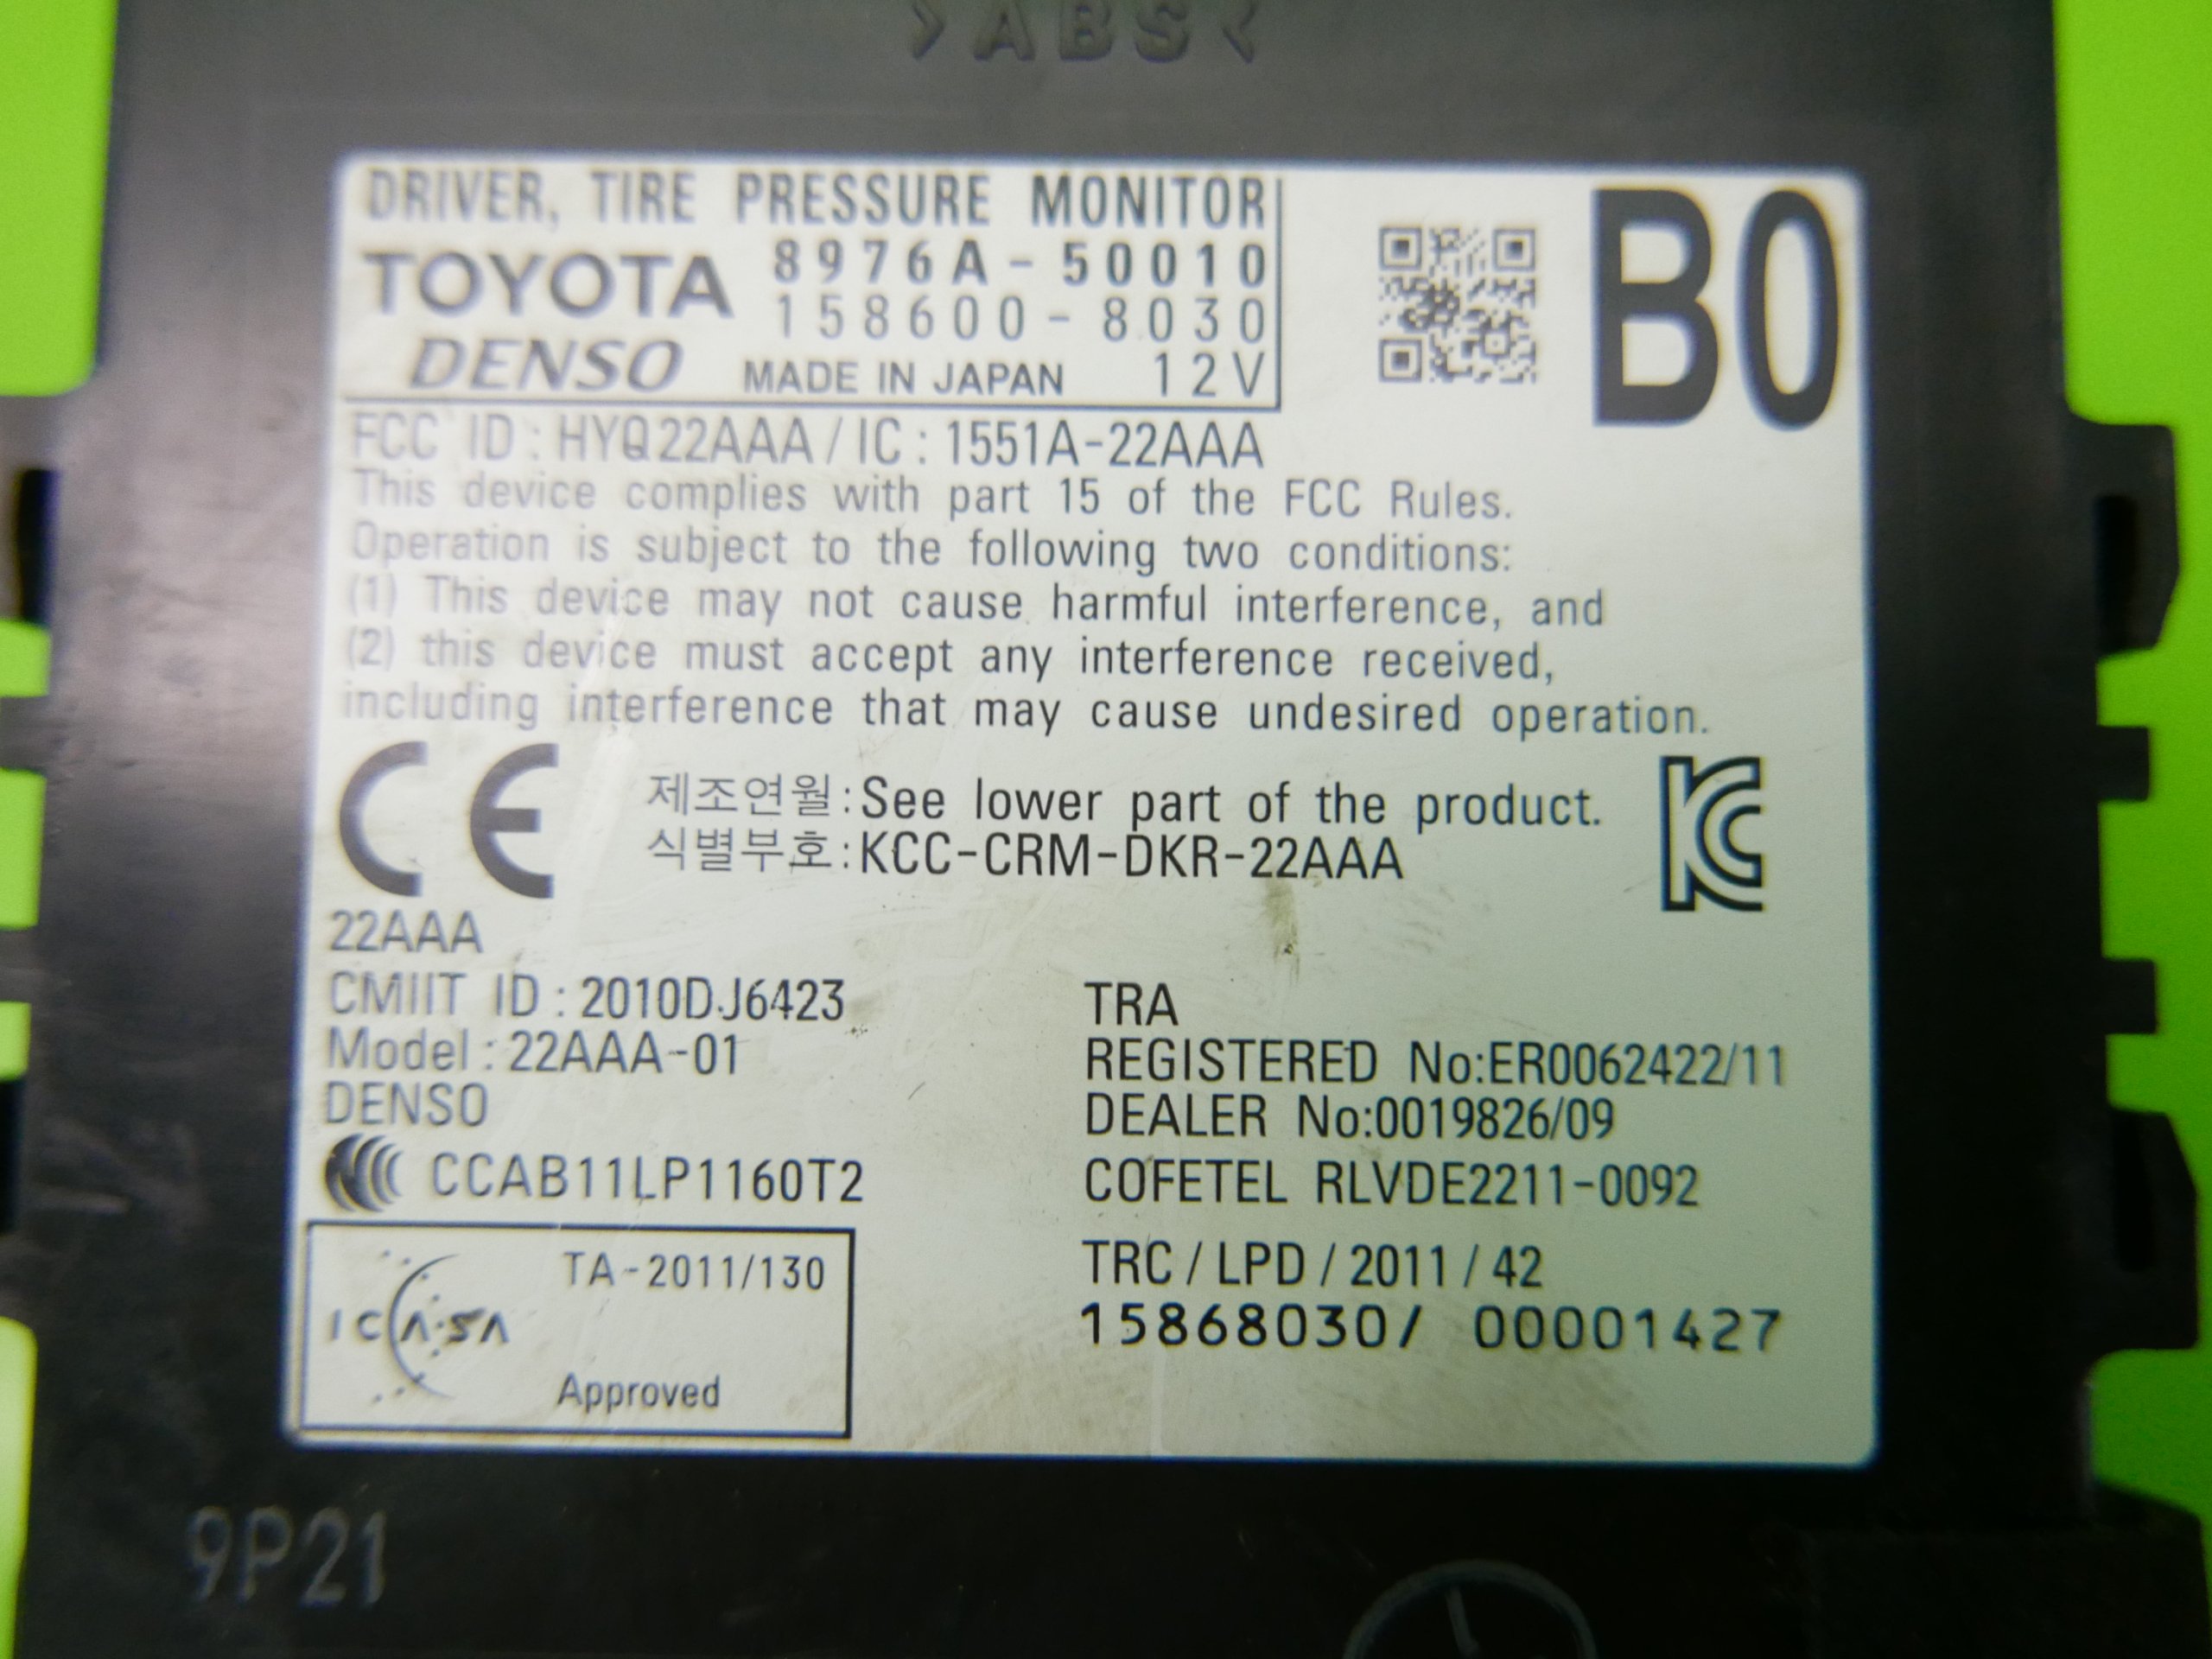 >ABS<
DRIVER, TIRE PRESSURE MONITOR
TOYOTA 8976A-50010
158600-8030
DENSO MADE IN JAPAN 12V
B0
FCC ID : HYQ22AAA / IC : 1551A-22AAA
This device complies with part 15 of the FCC Rules.
Operation is subject to the following two conditions:
(1) This device may not cause harmful interference, and
(2) this device must accept any interference received,
including interference that may cause undesired operation.
CE
제조연월:See lower part of the product.
식별부호:KCC-CRM-DKR-22AAA
KC
22AAA
CMIIT ID : 2010DJ6423
Model : 22AAA-01
DENSO
CCAB11LP1160T2
TRA
REGISTERED No:ER0062422/11
DEALER No:0019826/09
COFETEL RLVDE2211-0092
TRC / LPD / 2011 / 42
15868030/ 00001427
TA-2011/130
ICASA
Approved
9P21